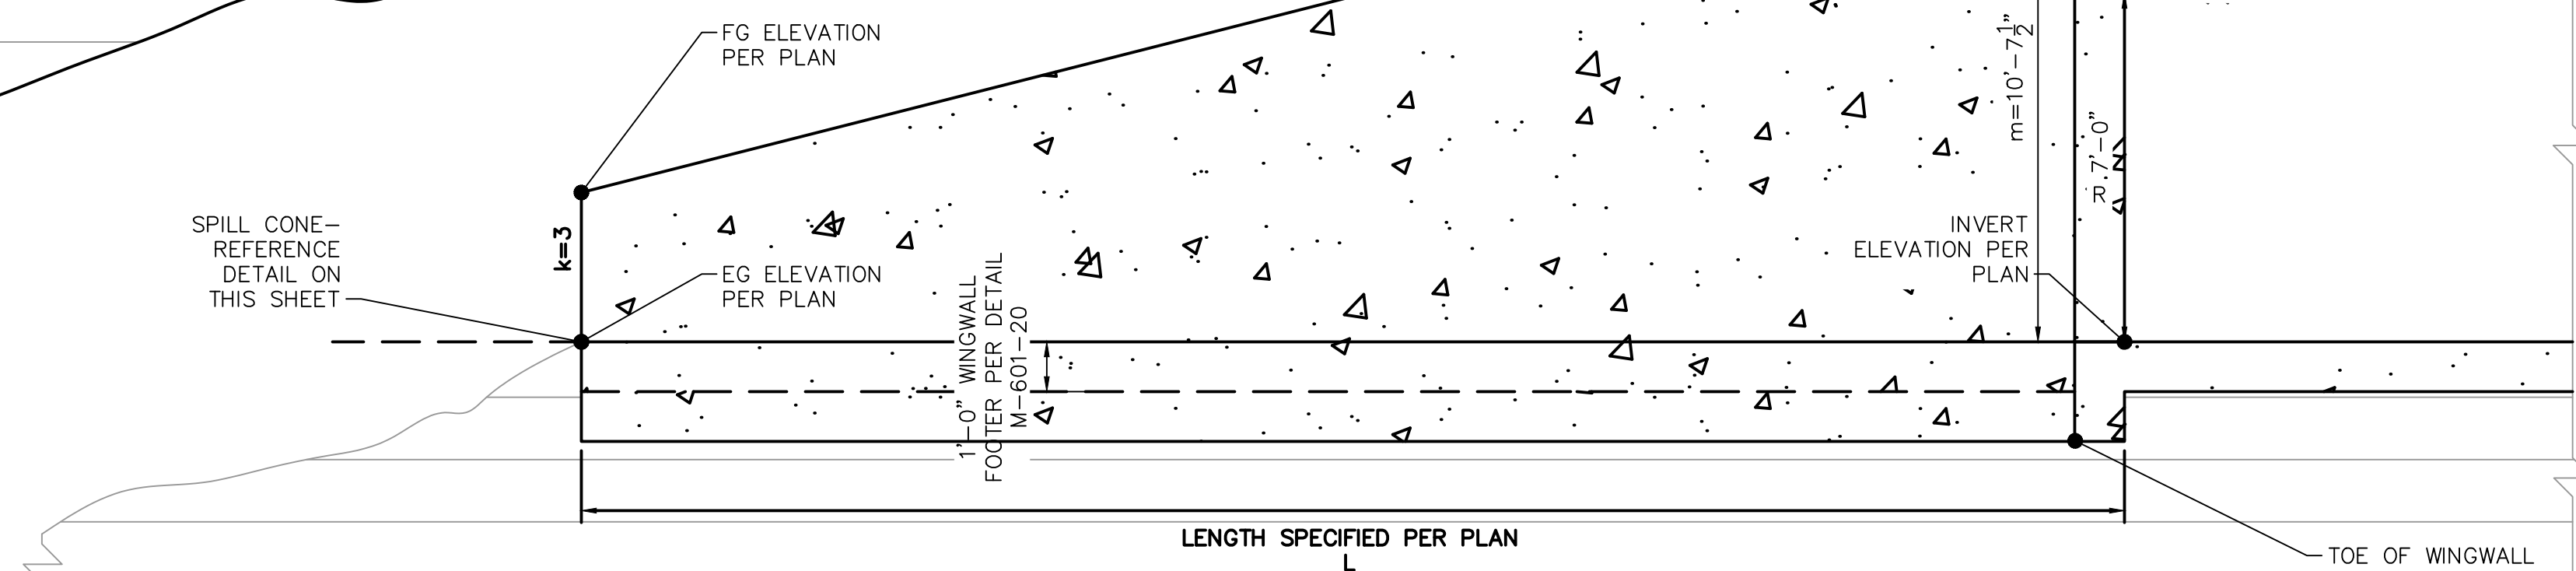 FG ELEVATION
PER PLAN
m=10'-7 1/2"
7'-0"
R
SPILL CONE-
REFERENCE
DETAIL ON
THIS SHEET
k=3
EG ELEVATION
PER PLAN
INVERT
ELEVATION PER
PLAN
1'-0" WINGWALL
FOOTER PER DETAIL
M-601-20
LENGTH SPECIFIED PER PLAN
L
TOE OF WINGWALL